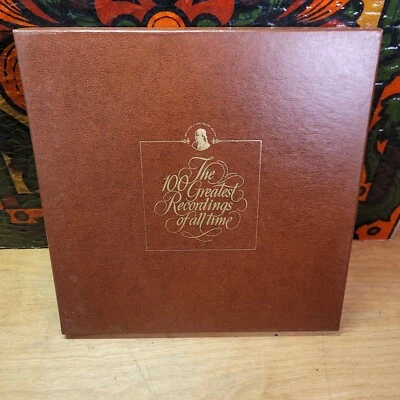 The
100 Greatest
Recordings
of all time